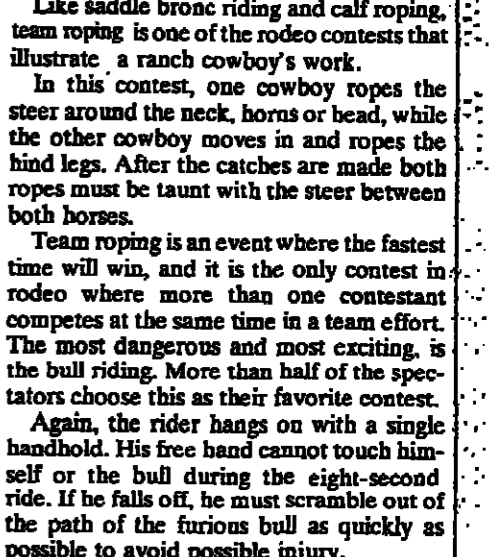 Like saddle bronc riding and calf roping,
team roping is one of the rodeo contests that
illustrate a ranch cowboy's work.
In this contest, one cowboy ropes the
steer around the neck, horns or head, while
the other cowboy moves in and ropes the
hind legs. After the catches are made both
ropes must be taunt with the steer between
both horses.
Team roping is an event where the fastest
time will win, and it is the only contest in
rodeo where more than one contestant
competes at the same time in a team effort.
The most dangerous and most exciting, is
the bull riding. More than half of the spec-
tators choose this as their favorite contest.
Again, the rider hangs on with a single
handhold. His free hand cannot touch him-
self or the bull during the eight-second
ride. If he falls off, he must scramble out of
the path of the furious bull as quickly as
possible to avoid possible injury.